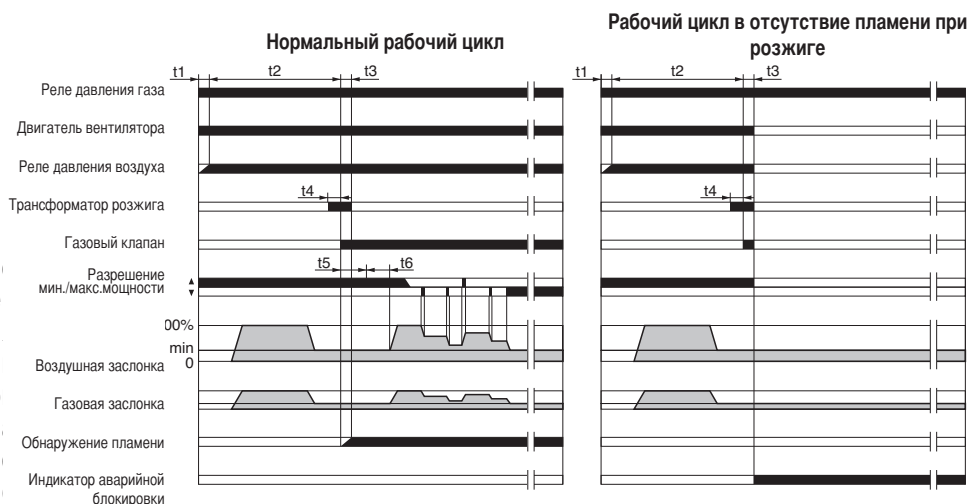 Нормальный рабочий цикл
Рабочий цикл в отсутствие пламени при
розжиге
t1 t2 t3
t1 t2 t3
Реле давления газа
Двигатель вентилятора
Реле давления воздуха
t4
t4
Трансформатор розжига
Газовый клапан
t5 t6
Разрешение
мин./макс.мощности
00%
min
0
Воздушная заслонка
Газовая заслонка
Обнаружение пламени
Индикатор аварийной
блокировки